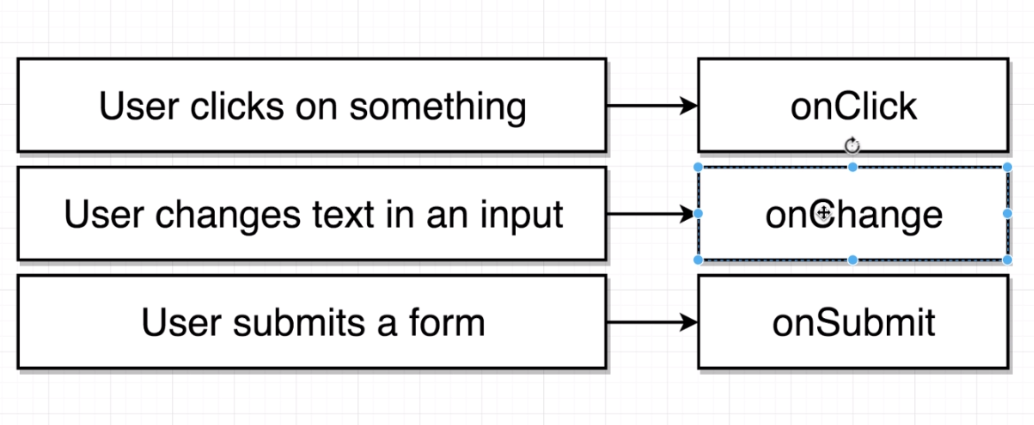 User clicks on something
onClick
User changes text in an input
onChange
User submits a form
onSubmit